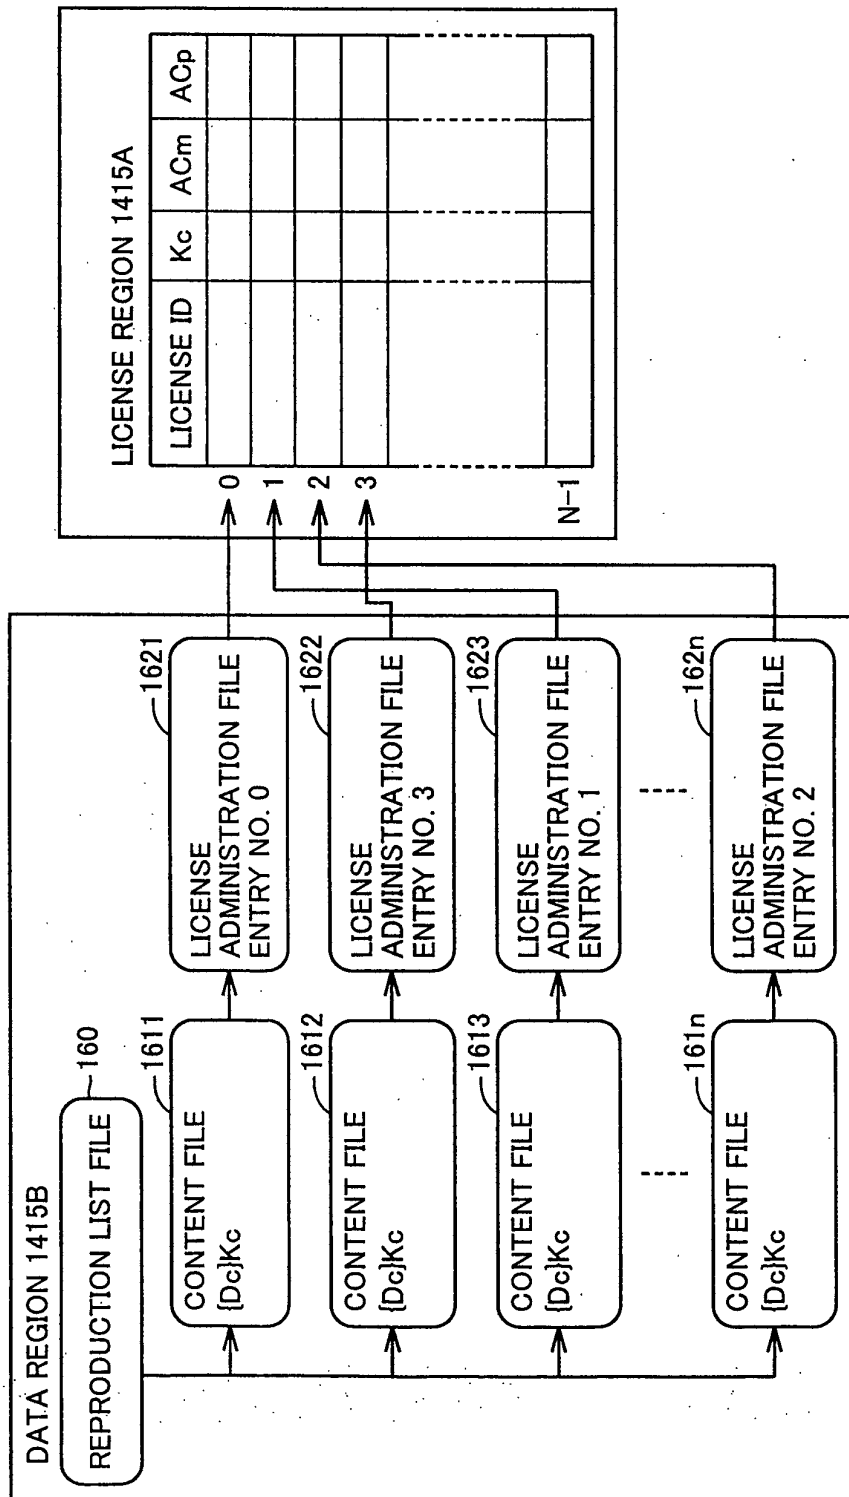 DATA REGION 1415B
REPRODUCTION LIST FILE
160
CONTENT FILE
{Dc}Kc
1611
LICENSE
ADMINISTRATION FILE
ENTRY NO. 0
1621
CONTENT FILE
{Dc}Kc
1612
LICENSE
ADMINISTRATION FILE
ENTRY NO. 3
1622
CONTENT FILE
{Dc}Kc
1613
LICENSE
ADMINISTRATION FILE
ENTRY NO. 1
1623
CONTENT FILE
{Dc}Kc
161n
LICENSE
ADMINISTRATION FILE
ENTRY NO. 2
162n
LICENSE REGION 1415A
LICENSE ID Kc ACm ACp
0
1
2
3
N-1